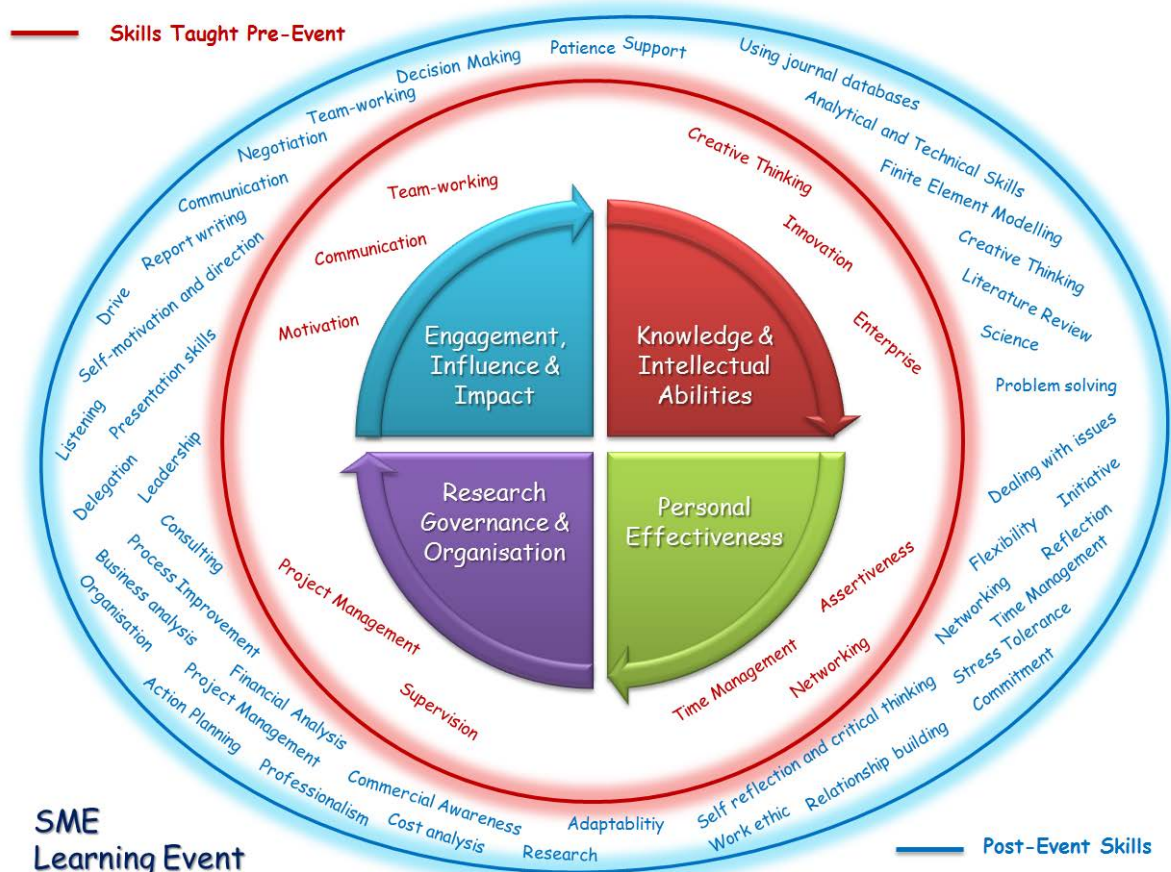 Skills Taught Pre-Event
Patience
Support
Decision Making
Team-working
Negotiation
Communication
Report writing
Drive
Self-motivation and direction
Presentation skills
Listening
Delegation
Leadership
Using journal databases
Analytical and Technical Skills
Finite Element Modelling
Creative Thinking
Literature Review
Science
Problem solving
Dealing with issues
Initiative
Flexibility
Reflection
Networking
Time Management
Stress Tolerance
Commitment
Self reflection and critical thinking
Relationship building
Work ethic
Adaptablitiy
Consulting
Process Improvement
Business analysis
Organisation
Financial Analysis
Project Management
Action Planning
Commercial Awareness
Professionalism
Cost analysis
Research
Team-working
Communication
Motivation
Creative Thinking
Innovation
Enterprise
Project Management
Supervision
Assertiveness
Networking
Time Management
Engagement,
Influence &
Impact
Knowledge &
Intellectual
Abilities
Research
Governance &
Organisation
Personal
Effectiveness
SME
Learning Event
Post-Event Skills